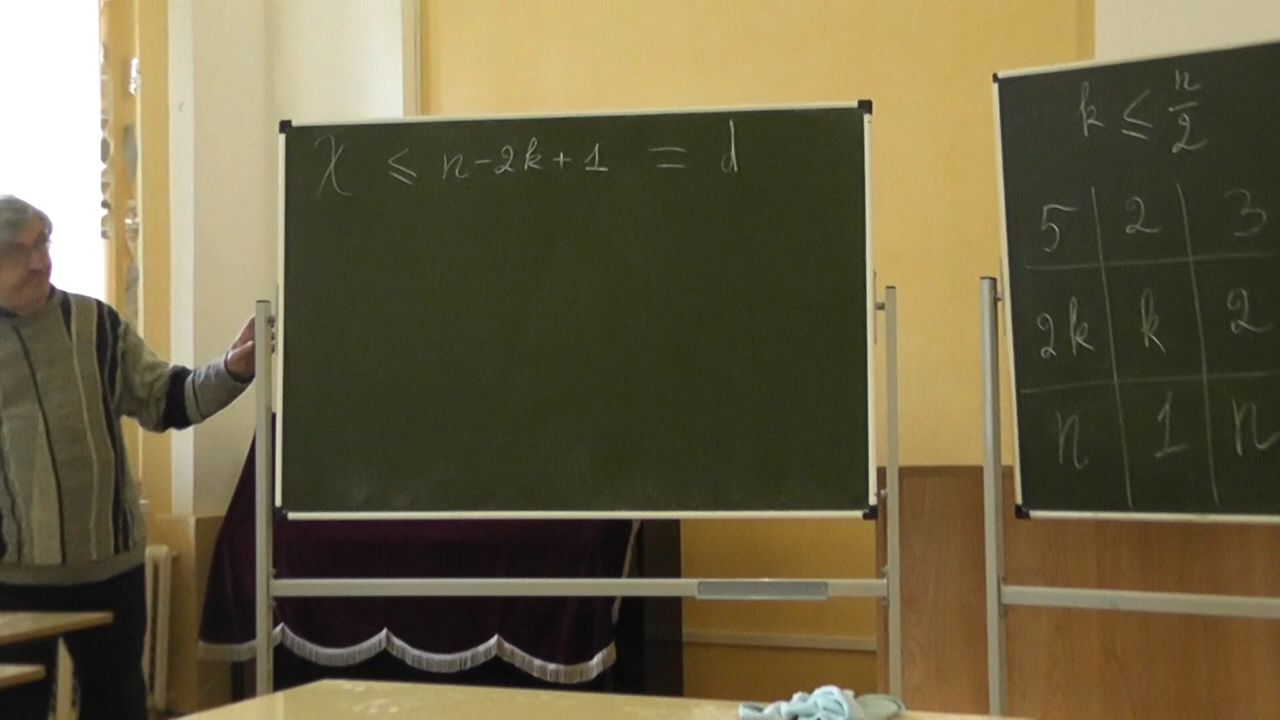 χ ≤ n-2k+1 = d
k ≤ n/2
5 2 3
2k k 2
n 1 n